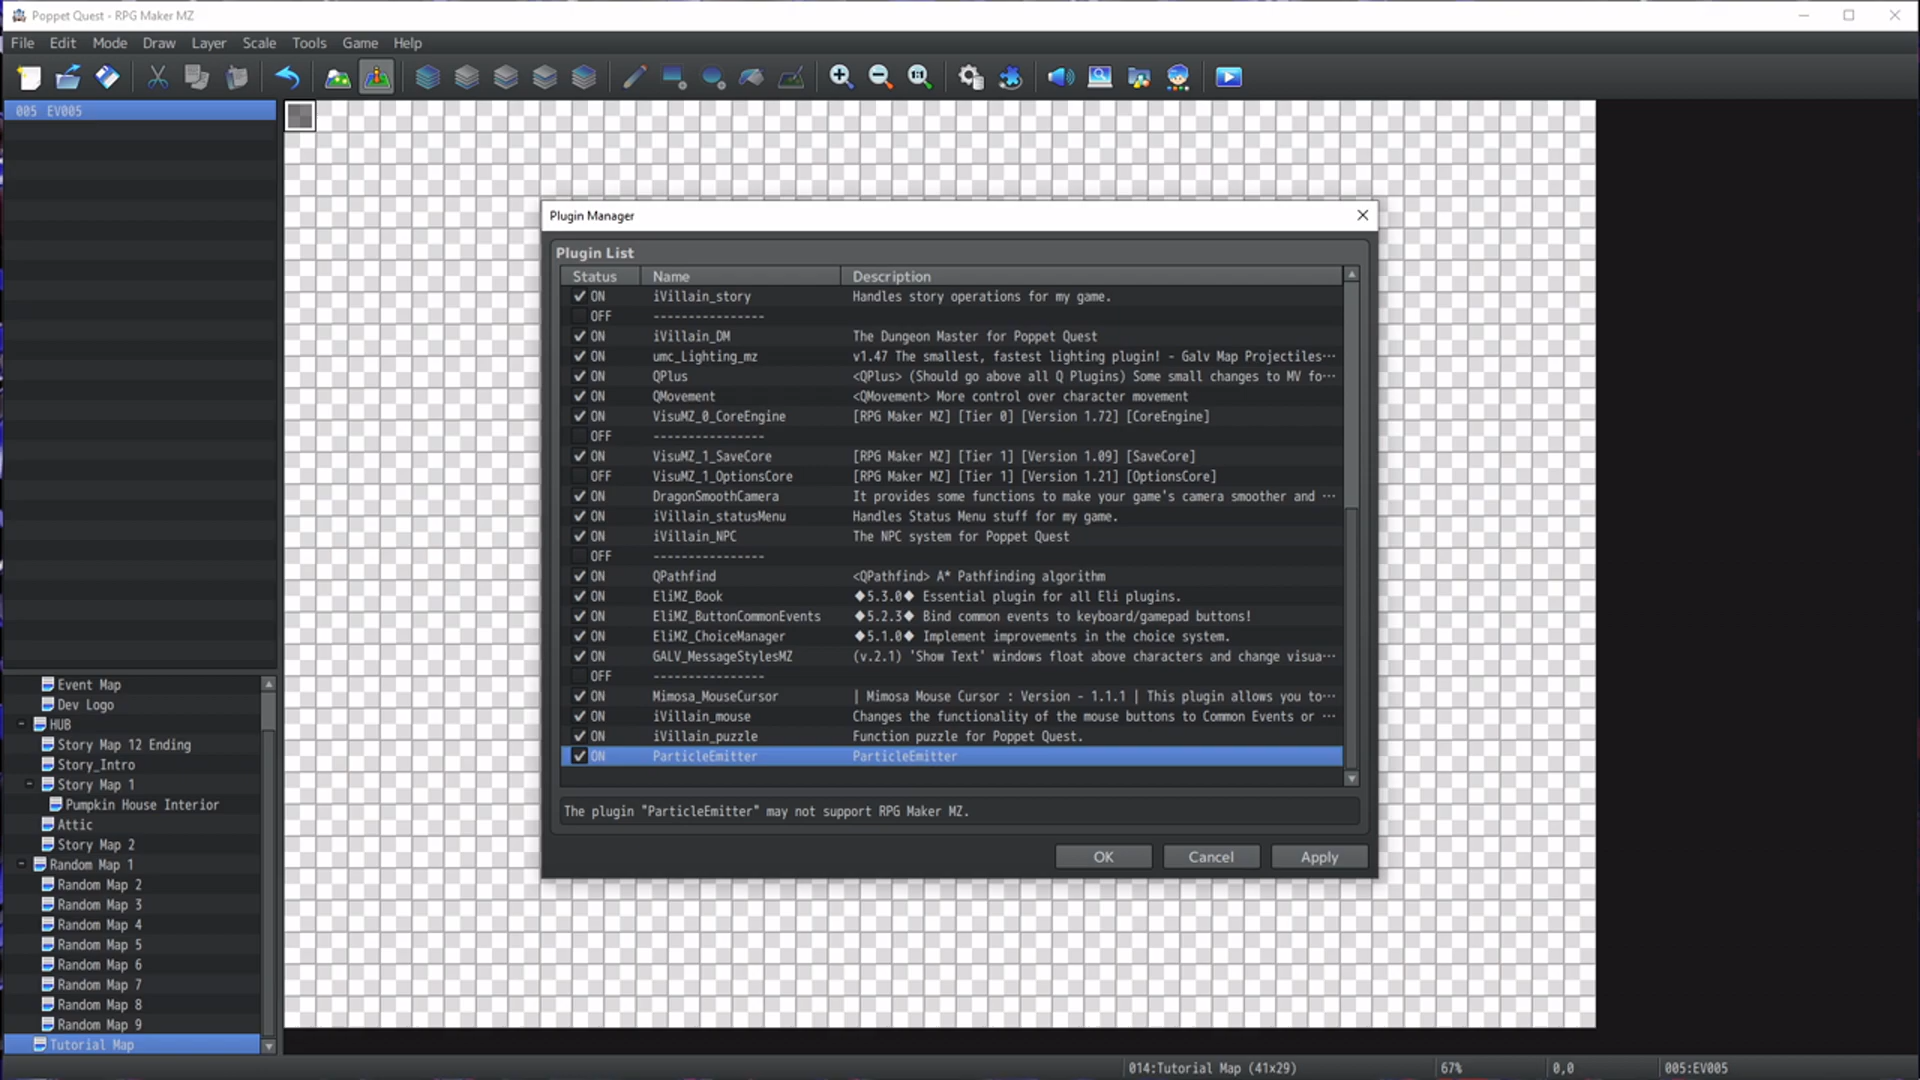 Poppet Quest - RPG Maker MZ
File Edit Mode Draw Layer Scale Tools Game Help
005 EV005
Plugin Manager
Plugin List
Status Name Description
ON iVillain_story Handles story operations for my game.
OFF ----------------
ON iVillain_DM The Dungeon Master for Poppet Quest
ON umc_Lighting_mz v1.47 The smallest, fastest lighting plugin! - Galv Map Projectiles···
ON QPlus <QPlus> (Should go above all Q Plugins) Some small changes to MV fo···
ON QMovement <QMovement> More control over character movement
ON VisuMZ_0_CoreEngine [RPG Maker MZ] [Tier 0] [Version 1.72] [CoreEngine]
OFF ----------------
ON VisuMZ_1_SaveCore [RPG Maker MZ] [Tier 1] [Version 1.09] [SaveCore]
OFF VisuMZ_1_OptionsCore [RPG Maker MZ] [Tier 1] [Version 1.21] [OptionsCore]
ON DragonSmoothCamera It provides some functions to make your game's camera smoother and ···
ON iVillain_statusMenu Handles Status Menu stuff for my game.
ON iVillain_NPC The NPC system for Poppet Quest
OFF ----------------
ON QPathfind <QPathfind> A* Pathfinding algorithm
ON EliMZ_Book ◆5.3.0◆ Essential plugin for all Eli plugins.
ON EliMZ_ButtonCommonEvents ◆5.2.3◆ Bind common events to keyboard/gamepad buttons!
ON EliMZ_ChoiceManager ◆5.1.0◆ Implement improvements in the choice system.
ON GALV_MessageStylesMZ (v.2.1) 'Show Text' windows float above characters and change visua···
OFF ----------------
ON Mimosa_MouseCursor | Mimosa Mouse Cursor : Version - 1.1.1 | This plugin allows you to···
ON iVillain_mouse Changes the functionality of the mouse buttons to Common Events or ···
ON iVillain_puzzle Function puzzle for Poppet Quest.
ON ParticleEmitter ParticleEmitter
The plugin "ParticleEmitter" may not support RPG Maker MZ.
OK Cancel Apply
Event Map
Dev Logo
HUB
Story Map 12 Ending
Story_Intro
Story Map 1
Pumpkin House Interior
Attic
Story Map 2
Random Map 1
Random Map 2
Random Map 3
Random Map 4
Random Map 5
Random Map 6
Random Map 7
Random Map 8
Random Map 9
Tutorial Map
014:Tutorial Map (41x29) 67% 0,0 005:EV005